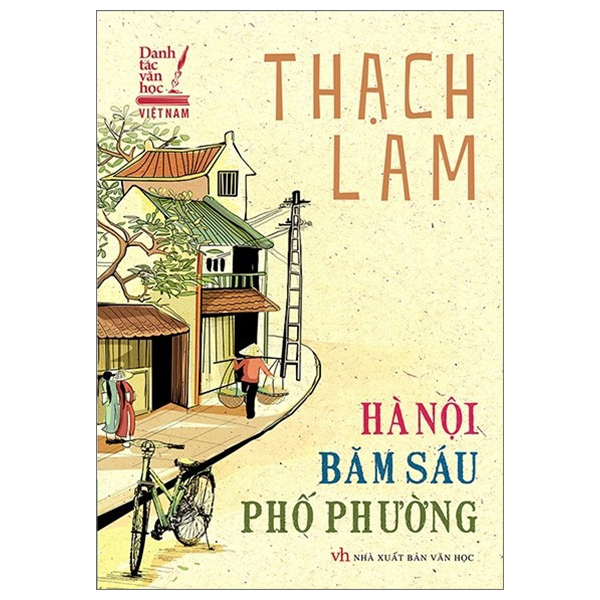 Danh
tác
văn
học
VIỆT NAM
THẠCH
LAM
HÀ NỘI
BĂM SÁU
PHỐ PHƯỜNG
vh NHÀ XUẤT BẢN VĂN HỌC